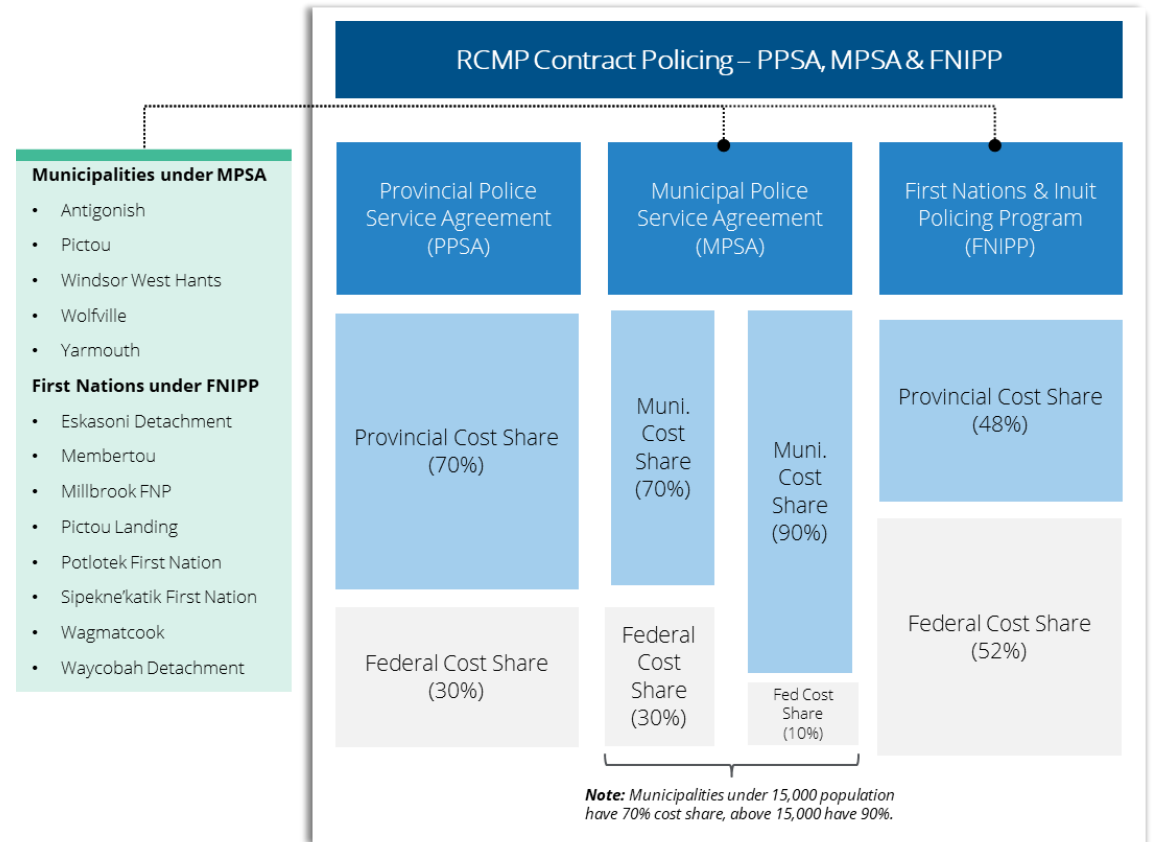 RCMP Contract Policing – PPSA, MPSA & FNIPP
Municipalities under MPSA
• Antigonish
• Pictou
• Windsor West Hants
• Wolfville
• Yarmouth
First Nations under FNIPP
• Eskasoni Detachment
• Membertou
• Millbrook FNP
• Pictou Landing
• Potlotek First Nation
• Sipekne’katik First Nation
• Wagmatcook
• Waycobah Detachment
Provincial Police
Service Agreement
(PPSA)
Provincial Cost Share
(70%)
Federal Cost Share
(30%)
Municipal Police
Service Agreement
(MPSA)
Muni.
Cost
Share
(70%)
Federal
Cost
Share
(30%)
Muni.
Cost
Share
(90%)
Fed Cost
Share
(10%)
Note: Municipalities under 15,000 population
have 70% cost share, above 15,000 have 90%.
First Nations & Inuit
Policing Program
(FNIPP)
Provincial Cost Share
(48%)
Federal Cost Share
(52%)